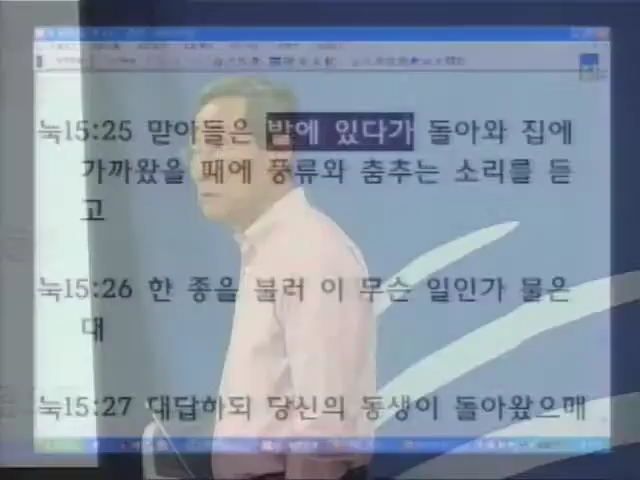 눅15:25 맏아들은 밭에 있다가 돌아와 집에
가까왔을 때에 풍류와 춤추는 소리를 듣
고
눅15:26 한 종을 불러 이 무슨 일인가 물은
대
눅15:27 대답하되 당신의 동생이 돌아왔으매